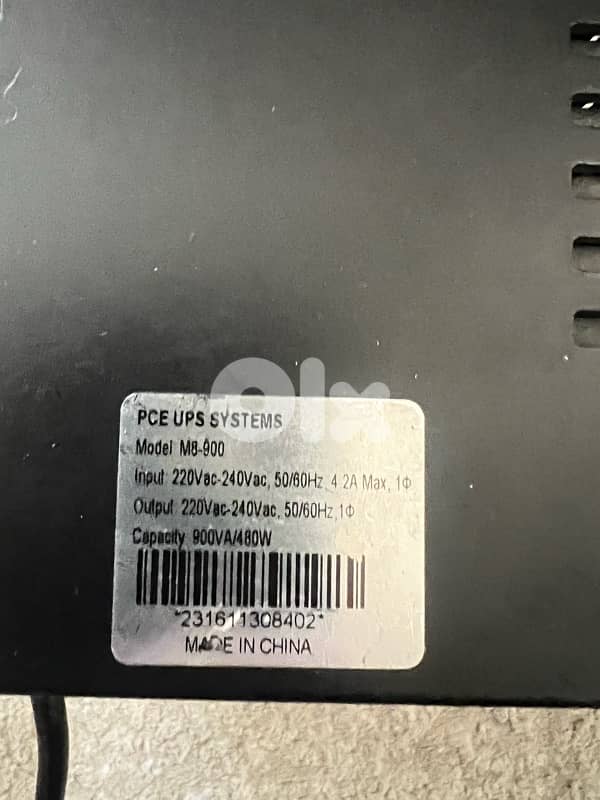 olx
PCE UPS SYSTEMS
Model M8-900
Input 220Vac-240Vac, 50/60Hz, 4.2A Max, 1Φ
Output 220Vac-240Vac, 50/60Hz,1Φ
Capacity 900VA/480W
*231611308402*
MADE IN CHINA